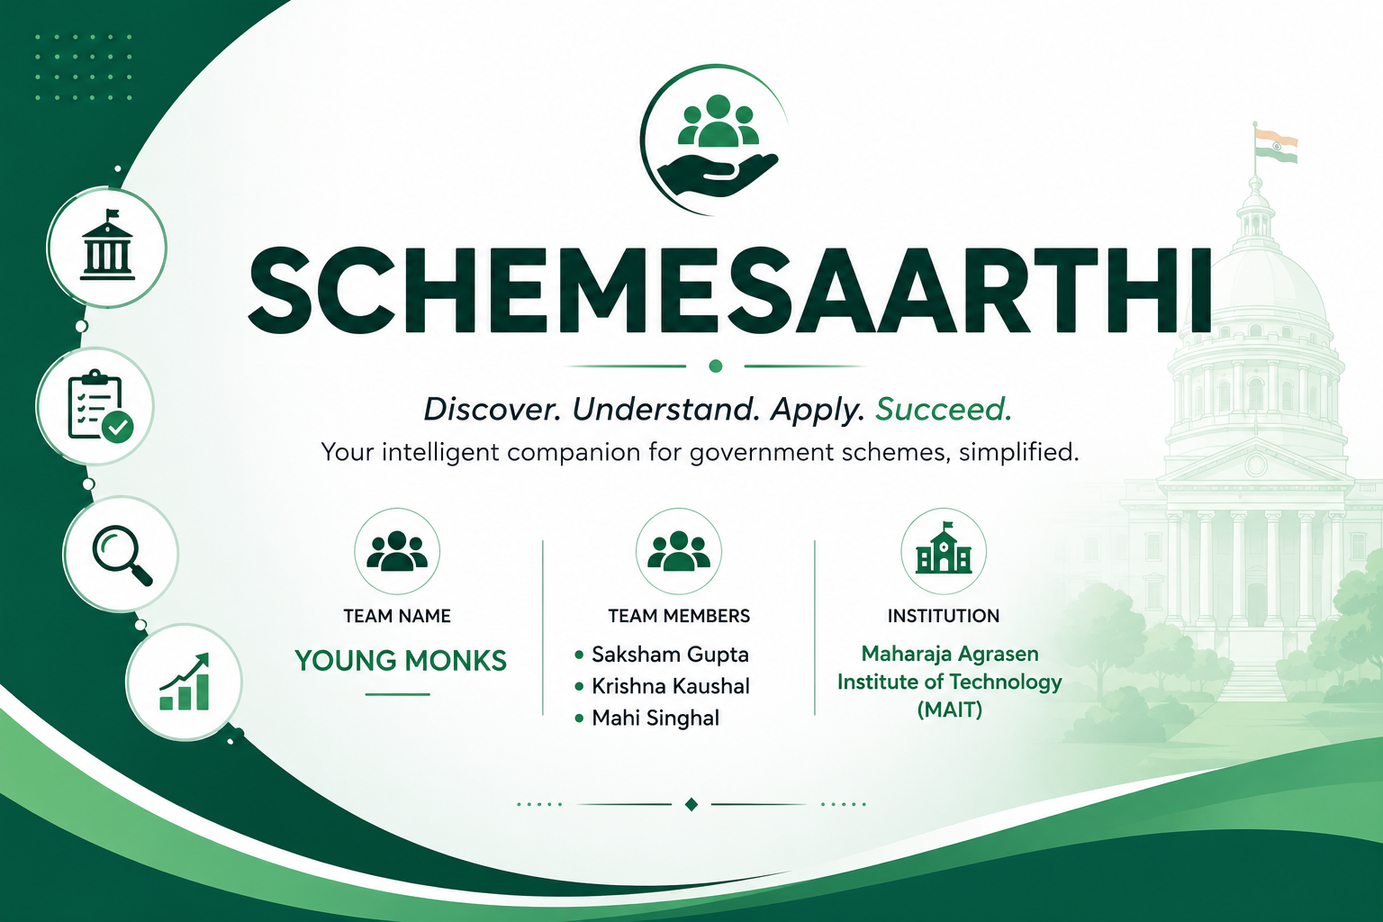 SCHEMESAARTHI
Discover. Understand. Apply. Succeed.
Your intelligent companion for government schemes, simplified.
TEAM NAME
YOUNG MONKS
TEAM MEMBERS
• Saksham Gupta
• Krishna Kaushal
• Mahi Singhal
INSTITUTION
Maharaja Agrasen
Institute of Technology
(MAIT)